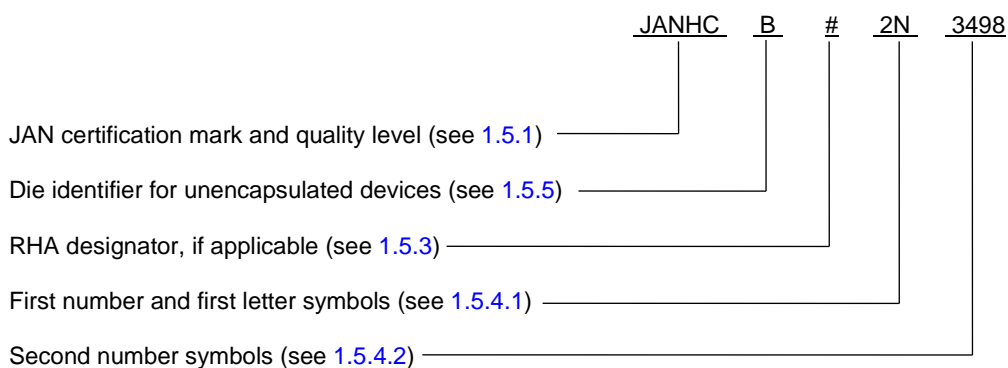 JANHC B # 2N 3498
JAN certification mark and quality level (see 1.5.1)
Die identifier for unencapsulated devices (see 1.5.5)
RHA designator, if applicable (see 1.5.3)
First number and first letter symbols (see 1.5.4.1)
Second number symbols (see 1.5.4.2)